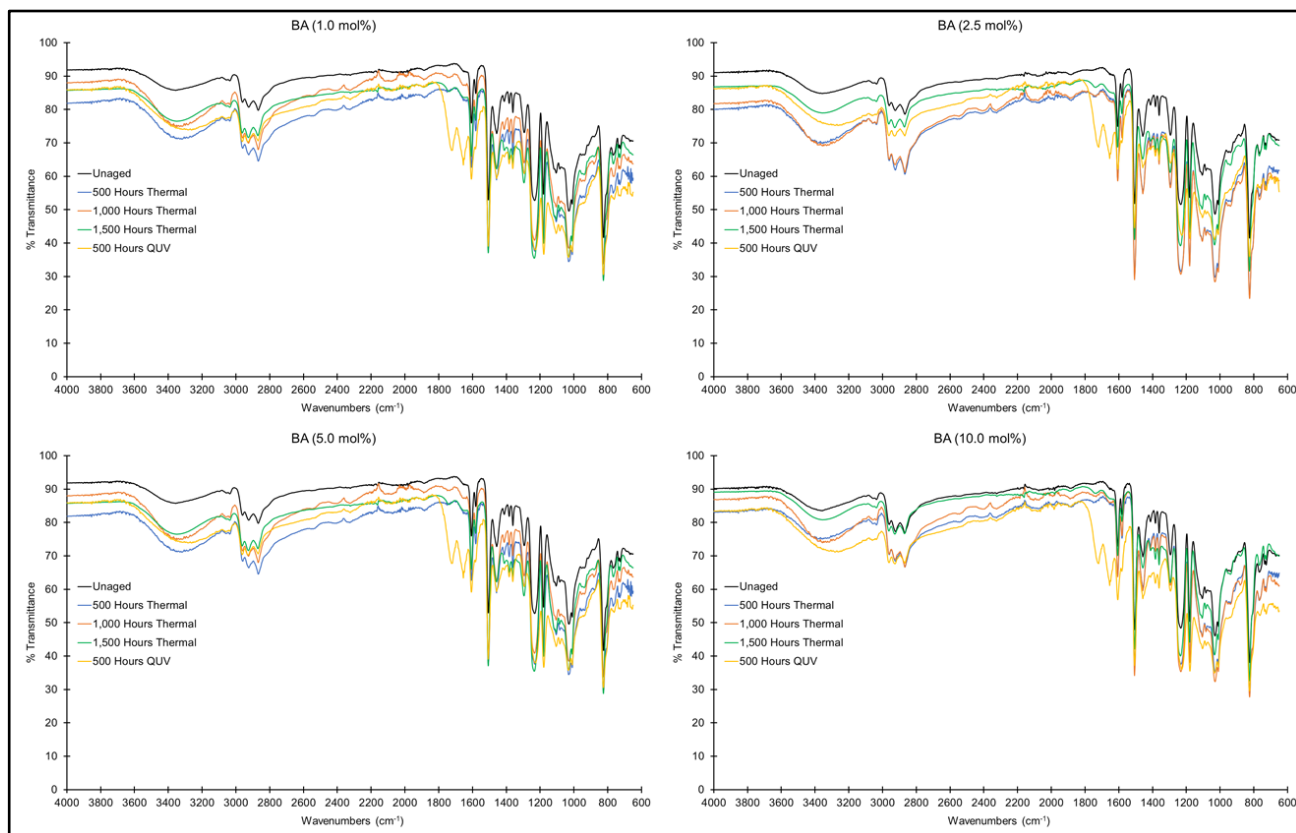 BA (1.0 mol%)
100
90
80
70
60
50
40
30
20
10
0
% Transmittance
Unaged
500 Hours Thermal
1,000 Hours Thermal
1,500 Hours Thermal
500 Hours QUV
4000 3800 3600 3400 3200 3000 2800 2600 2400 2200 2000 1800 1600 1400 1200 1000 800 600
Wavenumbers (cm⁻¹)
BA (2.5 mol%)
100
90
80
70
60
50
40
30
20
10
0
% Transmittance
Unaged
500 Hours Thermal
1,000 Hours Thermal
1,500 Hours Thermal
500 Hours QUV
4000 3800 3600 3400 3200 3000 2800 2600 2400 2200 2000 1800 1600 1400 1200 1000 800 600
Wavenumbers (cm⁻¹)
BA (5.0 mol%)
100
90
80
70
60
50
40
30
20
10
0
% Transmittance
Unaged
500 Hours Thermal
1,000 Hours Thermal
1,500 Hours Thermal
500 Hours QUV
4000 3800 3600 3400 3200 3000 2800 2600 2400 2200 2000 1800 1600 1400 1200 1000 800 600
Wavenumbers (cm⁻¹)
BA (10.0 mol%)
100
90
80
70
60
50
40
30
20
10
0
% Transmittance
Unaged
500 Hours Thermal
1,000 Hours Thermal
1,500 Hours Thermal
500 Hours QUV
4000 3800 3600 3400 3200 3000 2800 2600 2400 2200 2000 1800 1600 1400 1200 1000 800 600
Wavenumbers (cm⁻¹)